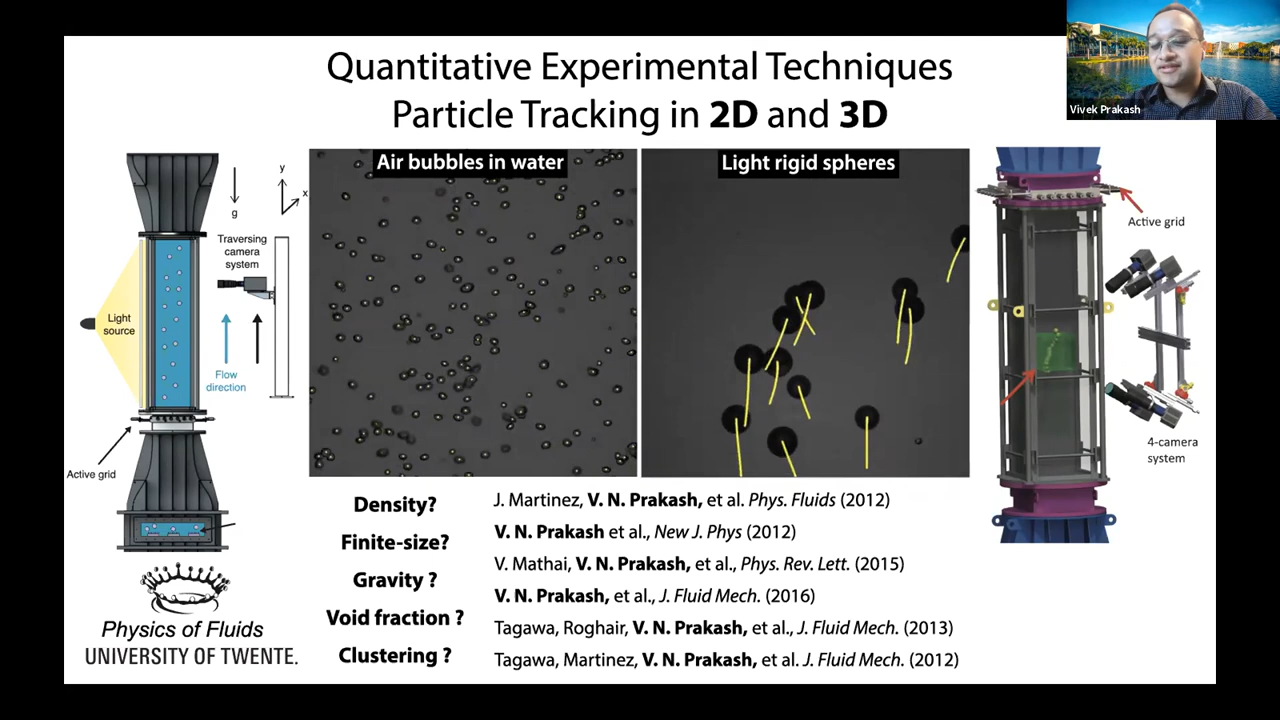 Quantitative Experimental Techniques
Particle Tracking in 2D and 3D
Vivek Prakash
g
y
x
Traversing
camera
system
Light
source
Flow
direction
Active grid
Air bubbles in water
Light rigid spheres
Active grid
4-camera
system
Density?
Finite-size?
Gravity ?
Void fraction ?
Clustering ?
J. Martinez, V. N. Prakash, et al. Phys. Fluids (2012)
V. N. Prakash et al., New J. Phys (2012)
V. Mathai, V. N. Prakash, et al., Phys. Rev. Lett. (2015)
V. N. Prakash, et al., J. Fluid Mech. (2016)
Tagawa, Roghair, V. N. Prakash, et al., J. Fluid Mech. (2013)
Tagawa, Martinez, V. N. Prakash, et al. J. Fluid Mech. (2012)
Physics of Fluids
UNIVERSITY OF TWENTE.